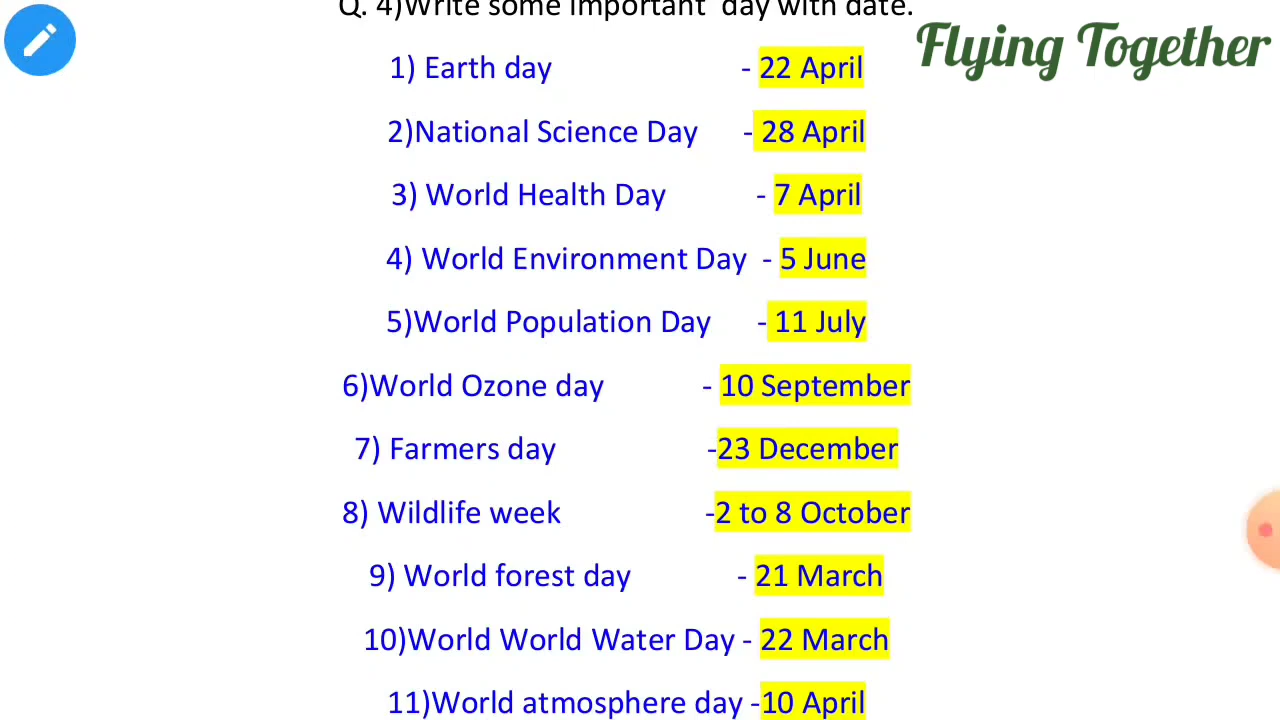 Q. 4)Write some important day with date.
Flying Together
1) Earth day - 22 April
2)National Science Day - 28 April
3) World Health Day - 7 April
4) World Environment Day - 5 June
5)World Population Day - 11 July
6)World Ozone day - 10 September
7) Farmers day -23 December
8) Wildlife week -2 to 8 October
9) World forest day - 21 March
10)World World Water Day - 22 March
11)World atmosphere day -10 April